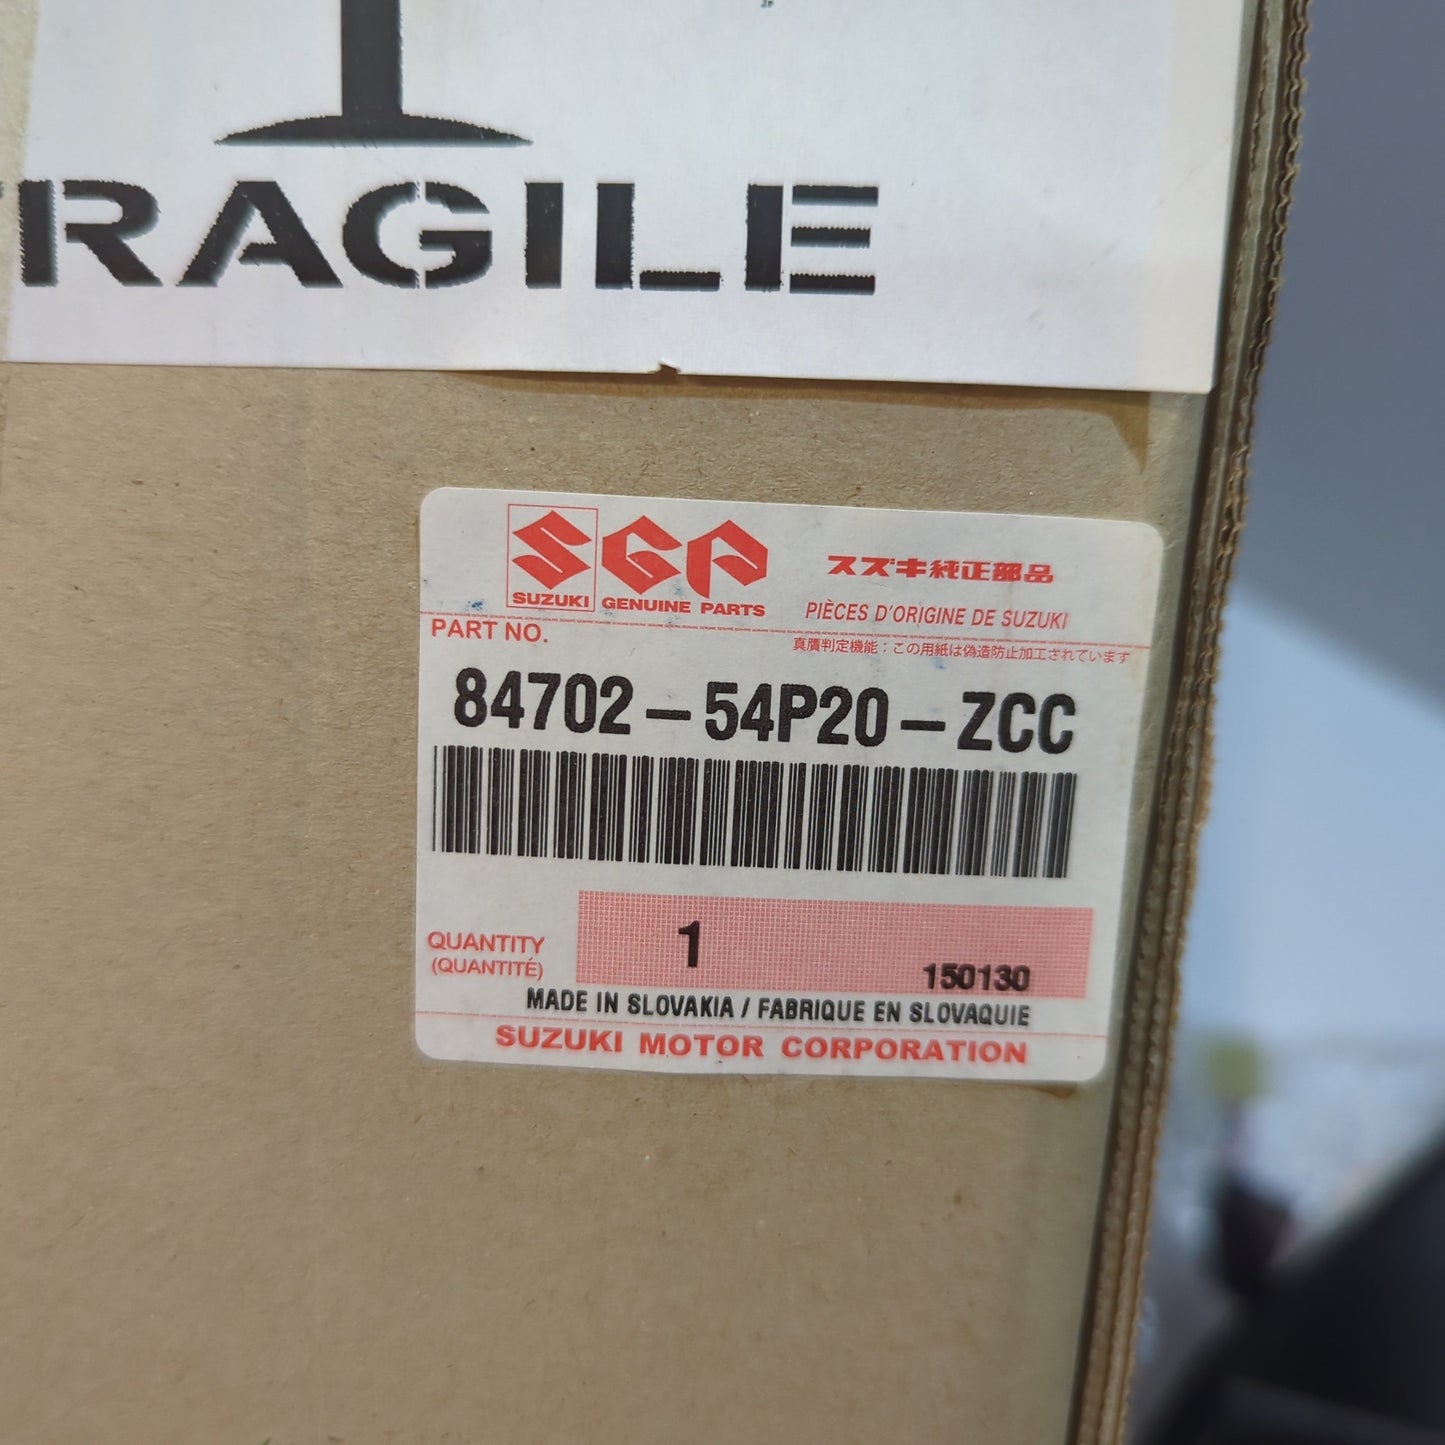 FRAGILE
SGP
SUZUKI GENUINE PARTS
スズキ純正部品
PIÈCES D'ORIGINE DE SUZUKI
PART NO.
真贋判定機能：この用紙は偽造防止加工されています
84702-54P20-ZCC
QUANTITY
(QUANTITÉ)
1
150130
MADE IN SLOVAKIA / FABRIQUE EN SLOVAQUIE
SUZUKI MOTOR CORPORATION